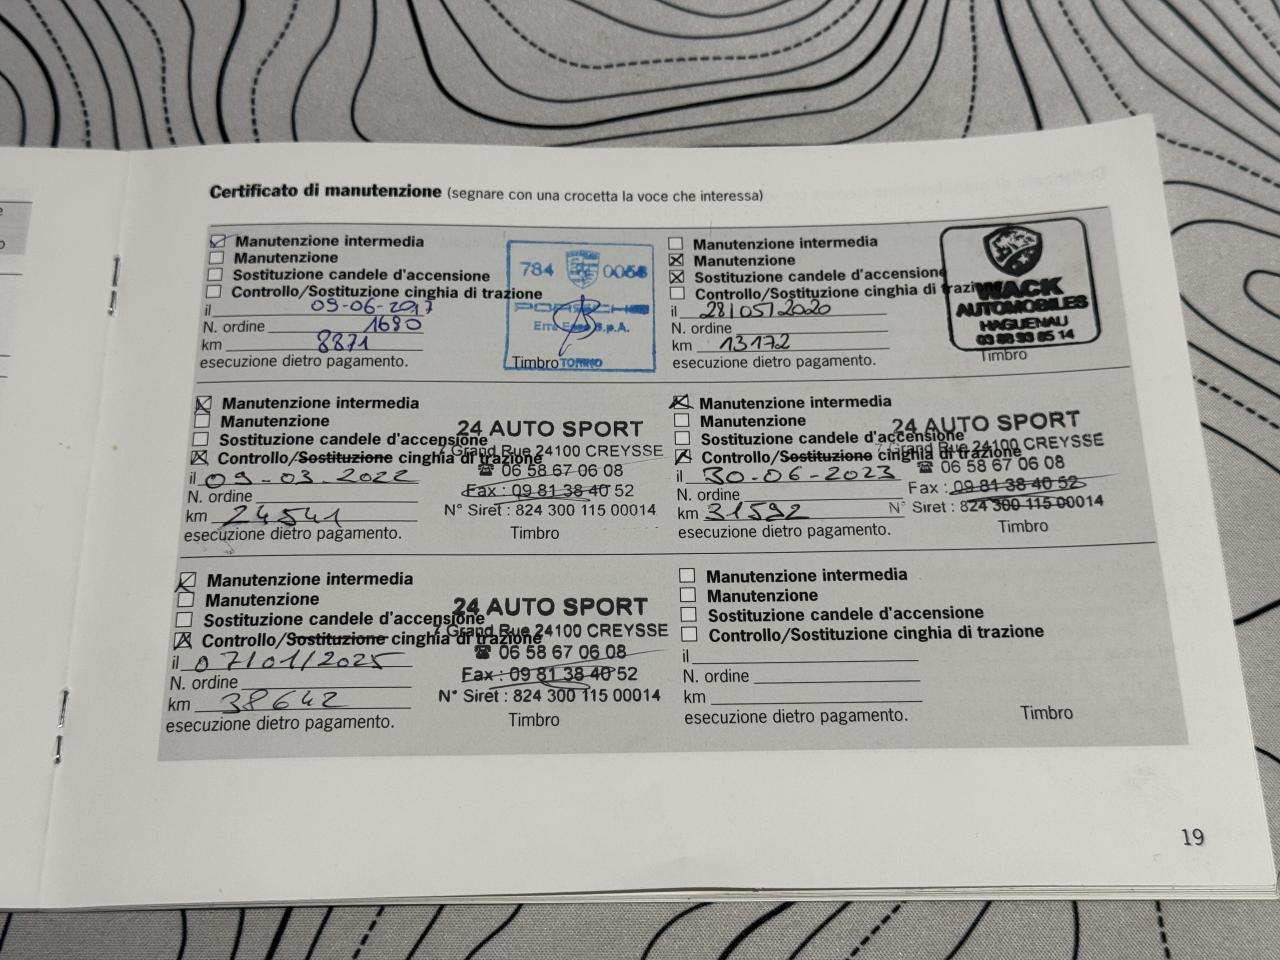 Certificato di manutenzione (segnare con una crocetta la voce che interessa)
Manutenzione intermedia
Manutenzione
Sostituzione candele d'accensione
Controllo/Sostituzione cinghia di trazione
il 09-06-2017
N. ordine 1680
km 8871
esecuzione dietro pagamento.
784
PORSCHE
S.p.A.
Timbro TORINO
Manutenzione intermedia
Manutenzione
Sostituzione candele d'accensione
Controllo/Sostituzione cinghia di trazione
il 28/05/2020
N. ordine
km 13172
esecuzione dietro pagamento.
WACK
AUTOMOBILES
HAGUENAU
03 88 93 85 14
Timbro
Manutenzione intermedia
Manutenzione
Sostituzione candele d'accensione
Controllo/Sostituzione cinghia di trazione
il 09-03-2022
N. ordine
km 24541
esecuzione dietro pagamento.
24 AUTO SPORT
7 Grand Rue 24100 CREYSSE
☎ 06 58 67 06 08
Fax : 09 81 38 40 52
N° Siret : 824 300 115 00014
Timbro
Manutenzione intermedia
Manutenzione
Sostituzione candele d'accensione
Controllo/Sostituzione cinghia di trazione
il 30-06-2023
N. ordine
km 31592
esecuzione dietro pagamento.
24 AUTO SPORT
7 Grand Rue 24100 CREYSSE
☎ 06 58 67 06 08
Fax : 09 81 38 40 52
N° Siret : 824 300 115 00014
Timbro
Manutenzione intermedia
Manutenzione
Sostituzione candele d'accensione
Controllo/Sostituzione cinghia di trazione
il 07/01/2025
N. ordine
km 38642
esecuzione dietro pagamento.
24 AUTO SPORT
7 Grand Rue 24100 CREYSSE
☎ 06 58 67 06 08
Fax : 09 81 38 40 52
N° Siret : 824 300 115 00014
Timbro
Manutenzione intermedia
Manutenzione
Sostituzione candele d'accensione
Controllo/Sostituzione cinghia di trazione
il
N. ordine
km
esecuzione dietro pagamento.
Timbro
19